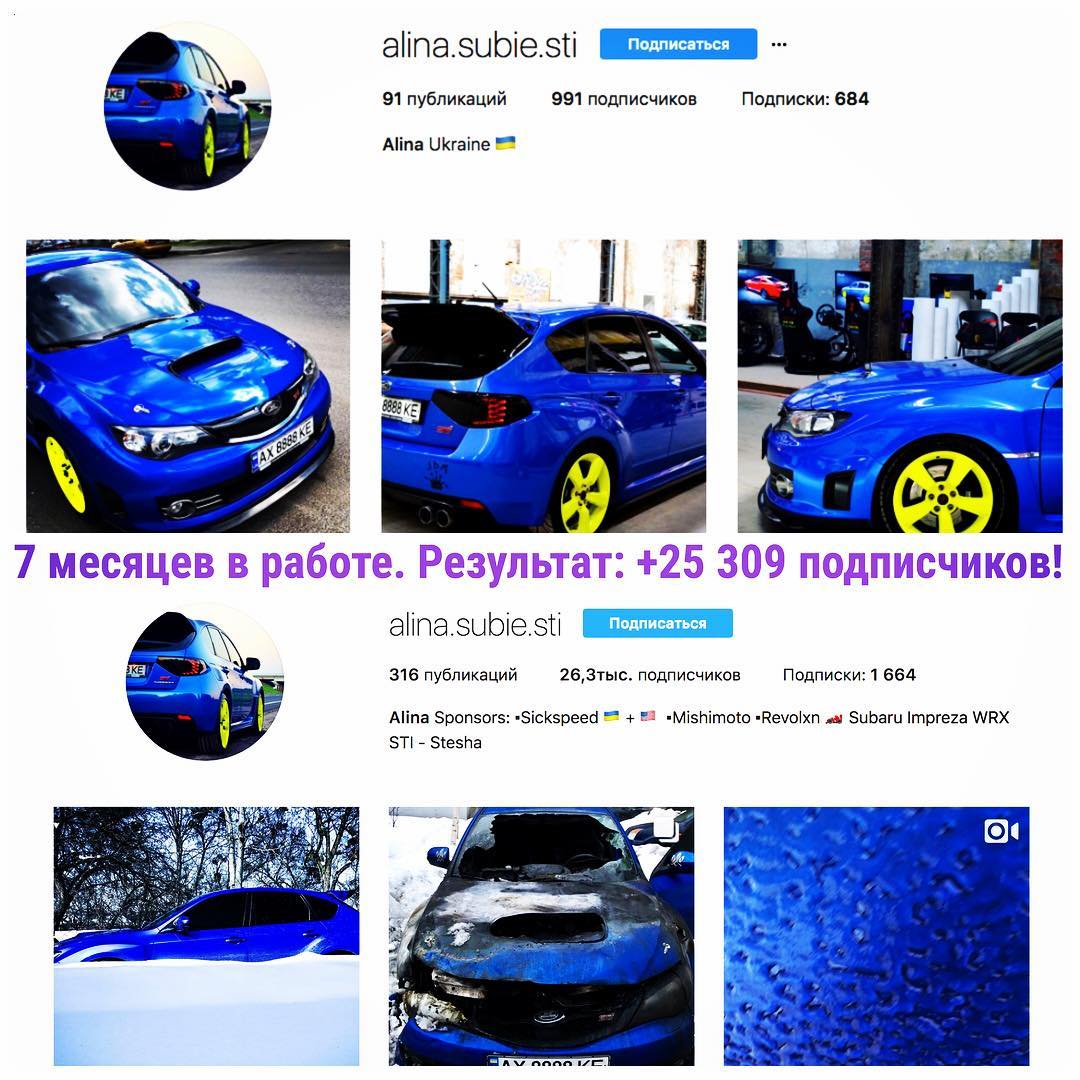 alina.subie.sti Подписаться ...
91 публикаций 991 подписчиков Подписки: 684
Alina Ukraine 🇺🇦
KE
AX 8888 KE
8888 KE
7 месяцев в работе. Результат: +25 309 подписчиков!
alina.subie.sti Подписаться
316 публикаций 26,3тыс. подписчиков Подписки: 1 664
Alina Sponsors: ▪Sickspeed 🇺🇦 + 🇺🇸 ▪Mishimoto ▪Revolxn 🏎 Subaru Impreza WRX
STI - Stesha
KE
AX 8888 KE